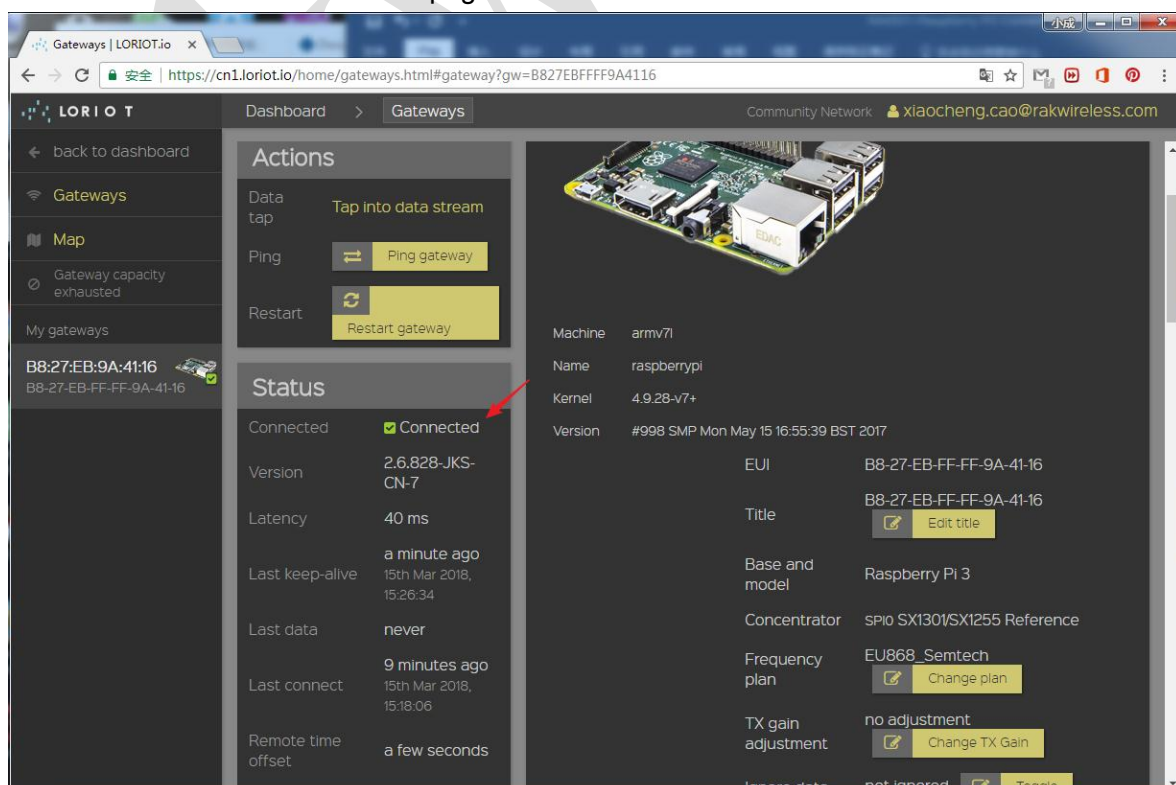 pag
小成
Gateways | LORIOT.io
安全 | https://cn1.loriot.io/home/gateways.html#gateway?gw=B827EBFFFF9A4116
LORIOT
Dashboard > Gateways
Community Network xiaocheng.cao@rakwireless.com
back to dashboard
Gateways
Map
Gateway capacity
exhausted
My gateways
B8:27:EB:9A:41:16
B8-27-EB-FF-FF-9A-41-16
Actions
Data
tap
Tap into data stream
Ping
Ping gateway
Restart
Restart gateway
Status
Connected
Connected
Version
2.6.828-JKS-
CN-7
Latency
40 ms
Last keep-alive
a minute ago
15th Mar 2018,
15:26:34
Last data
never
Last connect
9 minutes ago
15th Mar 2018,
15:18:06
Remote time
offset
a few seconds
EDAC
Machine armv7l
Name raspberrypi
Kernel 4.9.28-v7+
Version #998 SMP Mon May 15 16:55:39 BST 2017
EUI B8-27-EB-FF-FF-9A-41-16
Title
B8-27-EB-FF-FF-9A-41-16
Edit title
Base and
model
Raspberry Pi 3
Concentrator SPI0 SX1301/SX1255 Reference
Frequency
plan
EU868_Semtech
Change plan
TX gain
adjustment
no adjustment
Change TX Gain
Ignore data not ignored Toggle